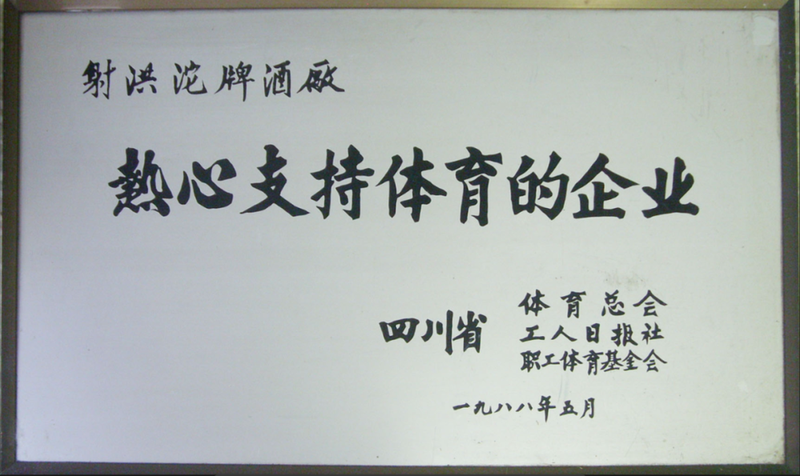 射洪沱牌酒厰
熱心支持体育的企业
四川省
体育总会
工人日报社
职工体育基金会
一九八八年五月